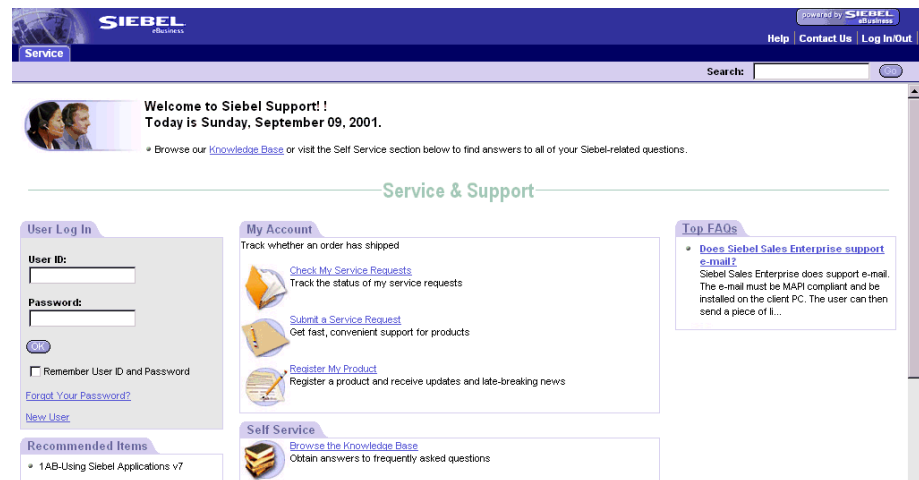 SIEBEL
eBusiness
powered by SIEBEL
eBusiness
Help | Contact Us | Log In/Out
Service
Search:
Go
Welcome to Siebel Support! !
Today is Sunday, September 09, 2001.
Browse our Knowledge Base or visit the Self Service section below to find answers to all of your Siebel-related questions.
Service & Support
User Log In
User ID:
Password:
OK
Remember User ID and Password
Forgot Your Password?
New User
Recommended Items
1AB-Using Siebel Applications v7
My Account
Track whether an order has shipped
Check My Service Requests
Track the status of my service requests
Submit a Service Request
Get fast, convenient support for products
Register My Product
Register a product and receive updates and late-breaking news
Self Service
Browse the Knowledge Base
Obtain answers to frequently asked questions
Top FAQs
Does Siebel Sales Enterprise support
e-mail?
Siebel Sales Enterprise does support e-mail.
The e-mail must be MAPI compliant and be
installed on the client PC. The user can then
send a piece of li...